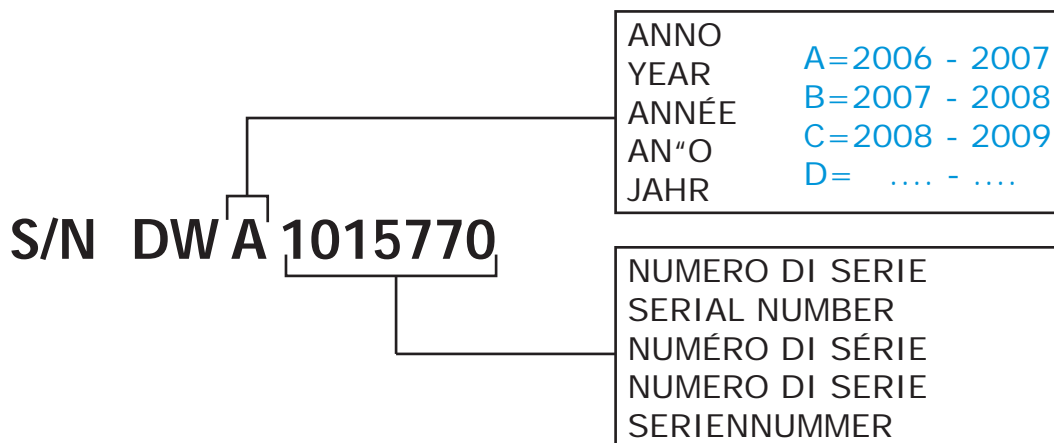 ANNO
YEAR
ANNÉE
AN“O
JAHR
A=2006 - 2007
B=2007 - 2008
C=2008 - 2009
D= .... - ....
S/N DWA 1015770
NUMERO DI SERIE
SERIAL NUMBER
NUMÉRO DI SÉRIE
NUMERO DI SERIE
SERIENNUMMER